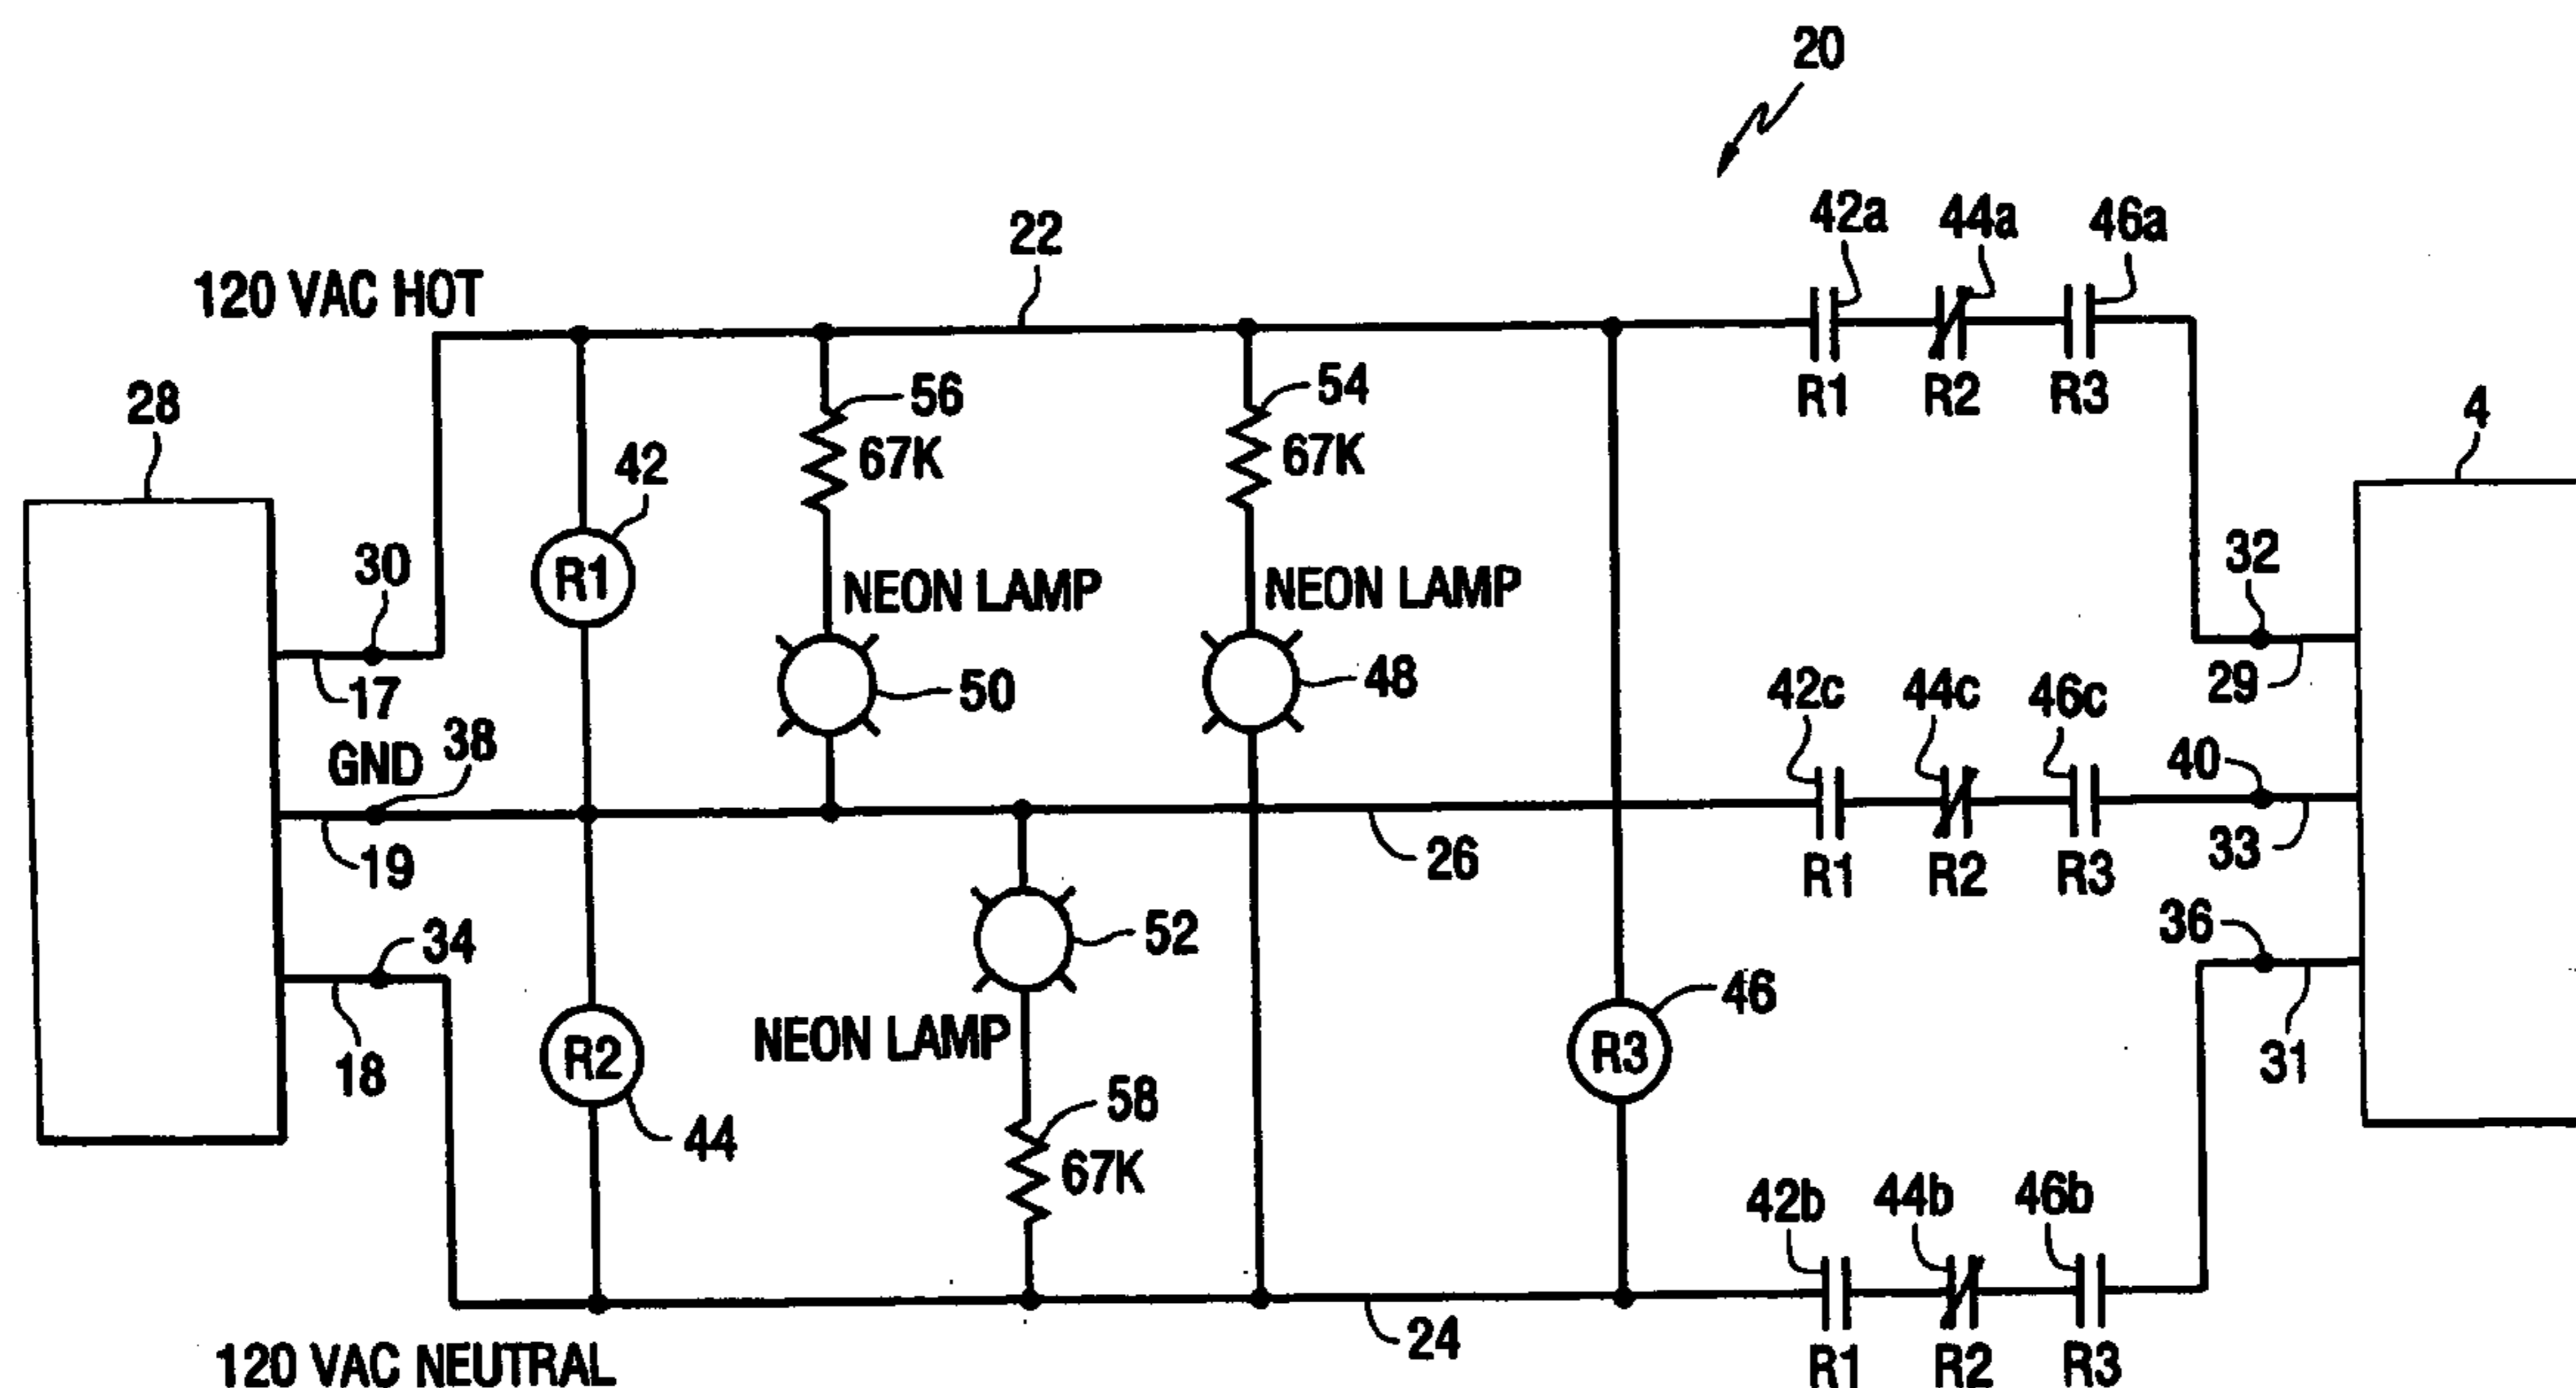 20
22
42a 44a 46a
120 VAC HOT
R1 R2 R3
28
56
67K
54
67K
4
42
R1
30
NEON LAMP
NEON LAMP
32
17
50
48
29
42c 44c 46c
GND
38
40
19
26
R1 R2 R3
33
34
52
36
18
R2
NEON LAMP
46
R3
31
44
58
67K
42b 44b 46b
24
120 VAC NEUTRAL
R1 R2 R3